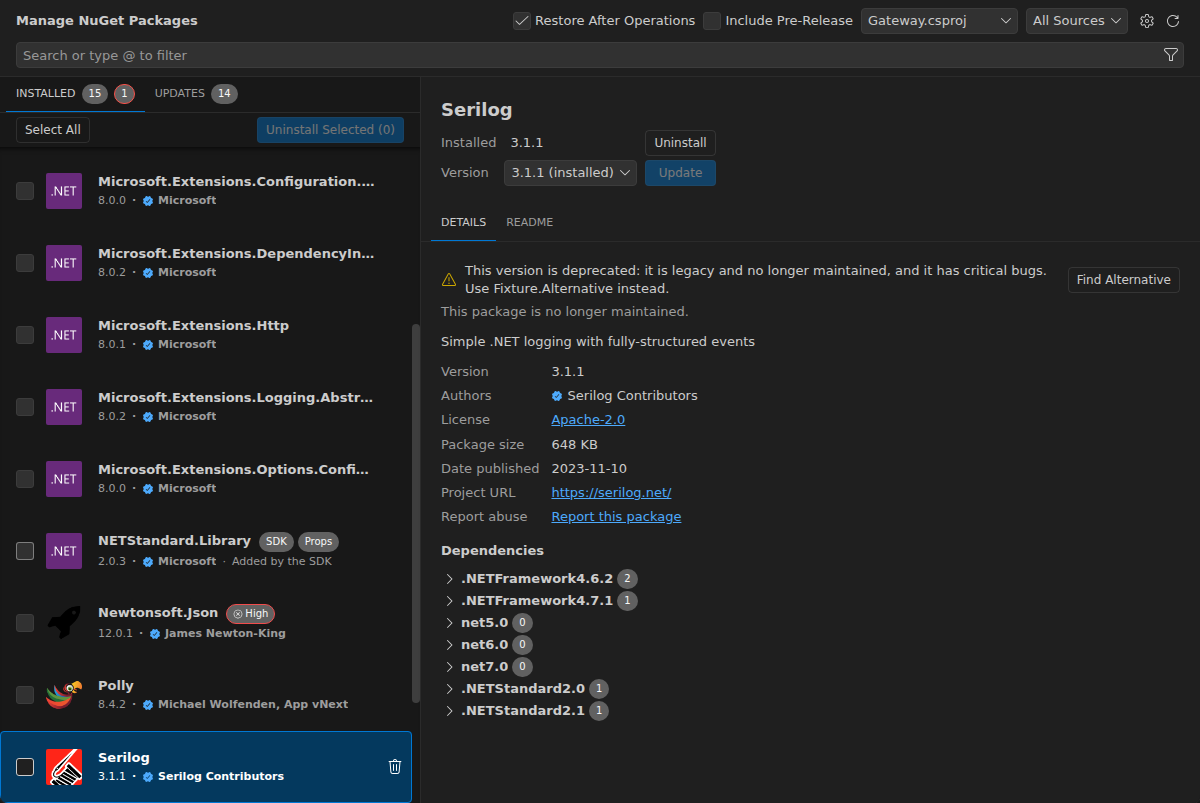 Manage NuGet Packages
Restore After Operations
Include Pre-Release
Gateway.csproj
All Sources
Search or type @ to filter
INSTALLED 15 1
UPDATES 14
Select All
Uninstall Selected (0)
.NET
Microsoft.Extensions.Configuration....
8.0.0 · Microsoft
.NET
Microsoft.Extensions.DependencyIn...
8.0.2 · Microsoft
.NET
Microsoft.Extensions.Http
8.0.1 · Microsoft
.NET
Microsoft.Extensions.Logging.Abstr...
8.0.2 · Microsoft
.NET
Microsoft.Extensions.Options.Confi...
8.0.0 · Microsoft
.NET
NETStandard.Library SDK Props
2.0.3 · Microsoft · Added by the SDK
Newtonsoft.Json High
12.0.1 · James Newton-King
Polly
8.4.2 · Michael Wolfenden, App vNext
Serilog
3.1.1 · Serilog Contributors
Serilog
Installed 3.1.1 Uninstall
Version 3.1.1 (installed) Update
DETAILS README
This version is deprecated: it is legacy and no longer maintained, and it has critical bugs.
Use Fixture.Alternative instead.
Find Alternative
This package is no longer maintained.
Simple .NET logging with fully-structured events
Version 3.1.1
Authors Serilog Contributors
License Apache-2.0
Package size 648 KB
Date published 2023-11-10
Project URL https://serilog.net/
Report abuse Report this package
Dependencies
.NETFramework4.6.2 2
.NETFramework4.7.1 1
net5.0 0
net6.0 0
net7.0 0
.NETStandard2.0 1
.NETStandard2.1 1